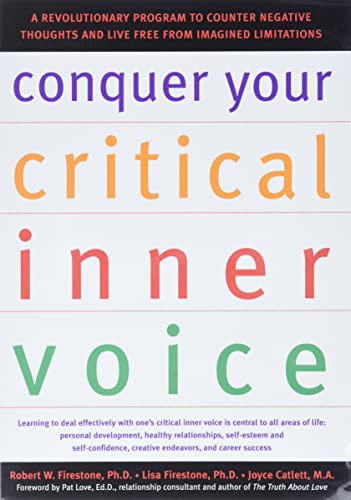 A REVOLUTIONARY PROGRAM TO COUNTER NEGATIVE
THOUGHTS AND LIVE FREE FROM IMAGINED LIMITATIONS
conquer your
critical
inner
voice
Learning to deal effectively with one's critical inner voice is central to all areas of life:
personal development, healthy relationships, self-esteem and
self-confidence, creative endeavors, and career success
Robert W. Firestone, Ph.D. • Lisa Firestone, Ph.D. • Joyce Catlett, M.A.
Foreword by Pat Love, Ed.D., relationship consultant and author of The Truth About Love